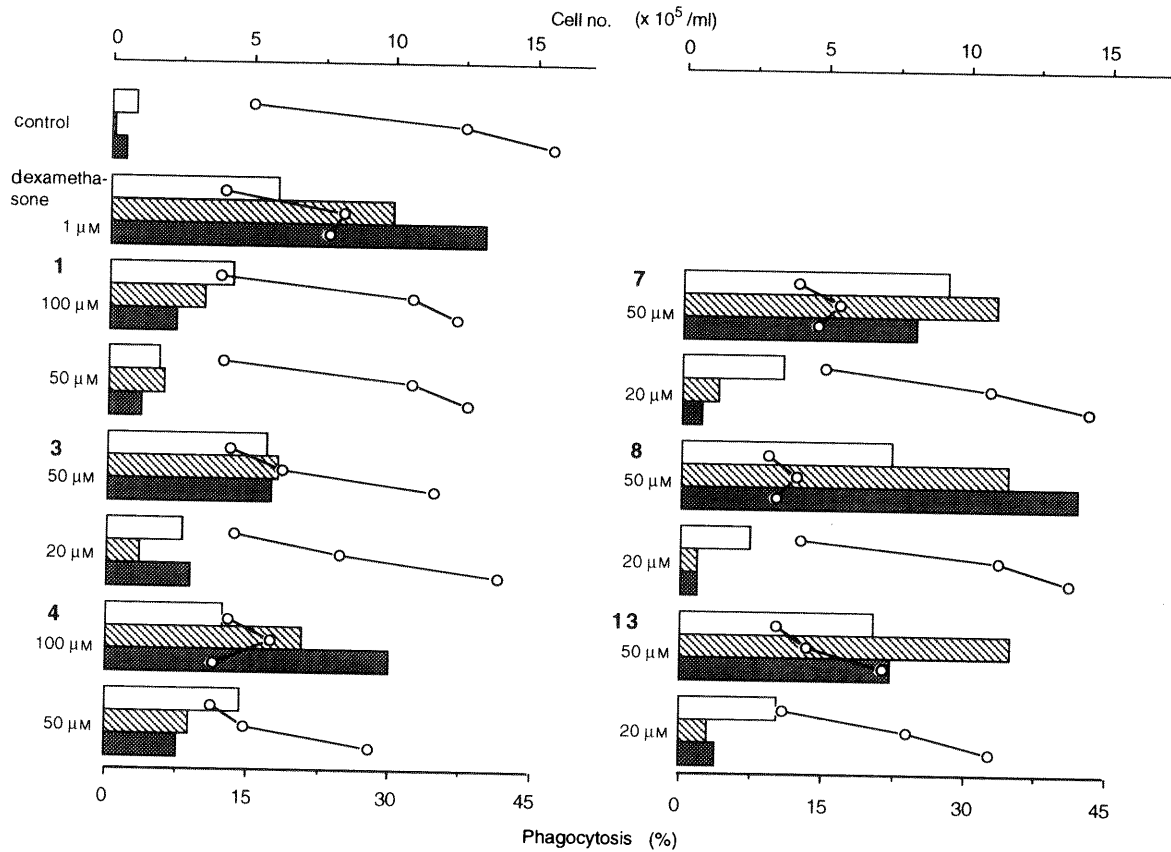 Cell no. (x 10⁵ /ml)
0 5 10 15
0 5 10 15
control
dexametha-
sone
1 μM
1
100 μM
50 μM
3
50 μM
20 μM
4
100 μM
50 μM
0 15 30 45
7
50 μM
20 μM
8
50 μM
20 μM
13
50 μM
20 μM
0 15 30 45
Phagocytosis (%)